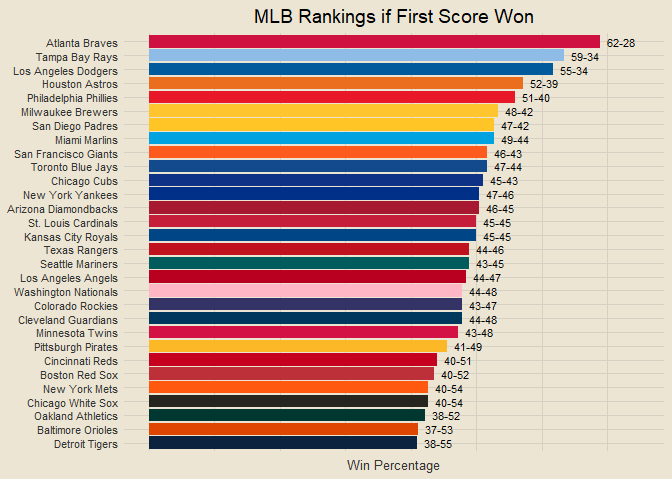 MLB Rankings if First Score Won
Atlanta Braves 62-28
Tampa Bay Rays 59-34
Los Angeles Dodgers 55-34
Houston Astros 52-39
Philadelphia Phillies 51-40
Milwaukee Brewers 48-42
San Diego Padres 47-42
Miami Marlins 49-44
San Francisco Giants 46-43
Toronto Blue Jays 47-44
Chicago Cubs 45-43
New York Yankees 47-46
Arizona Diamondbacks 46-45
St. Louis Cardinals 45-45
Kansas City Royals 45-45
Texas Rangers 44-46
Seattle Mariners 43-45
Los Angeles Angels 44-47
Washington Nationals 44-48
Colorado Rockies 43-47
Cleveland Guardians 44-48
Minnesota Twins 43-48
Pittsburgh Pirates 41-49
Cincinnati Reds 40-51
Boston Red Sox 40-52
New York Mets 40-54
Chicago White Sox 40-54
Oakland Athletics 38-52
Baltimore Orioles 37-53
Detroit Tigers 38-55
Win Percentage